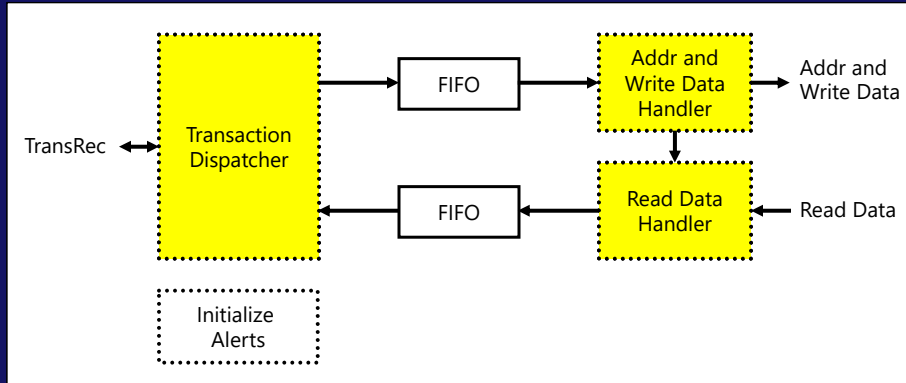 TransRec
Transaction
Dispatcher
FIFO
Addr and
Write Data
Handler
Addr and
Write Data
FIFO
Read Data
Handler
Read Data
Initialize
Alerts